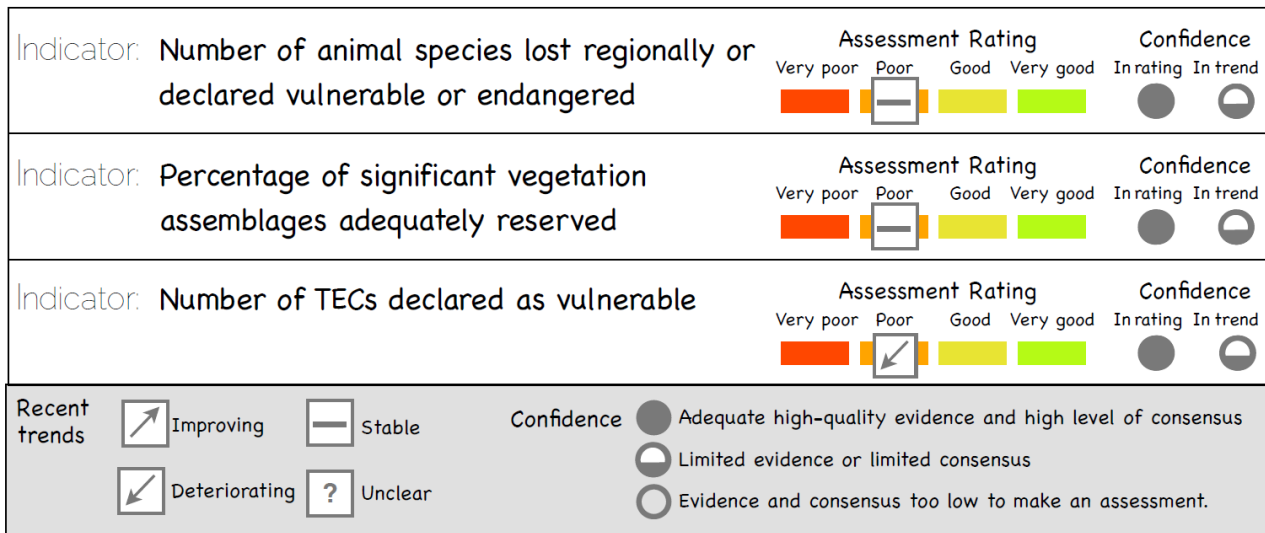 Indicator: Number of animal species lost regionally or
declared vulnerable or endangered
Assessment Rating
Very poor Poor Good Very good
Confidence
In rating In trend
Indicator: Percentage of significant vegetation
assemblages adequately reserved
Assessment Rating
Very poor Poor Good Very good
Confidence
In rating In trend
Indicator: Number of TECs declared as vulnerable
Assessment Rating
Very poor Poor Good Very good
Confidence
In rating In trend
Recent
trends
Improving
Stable
Deteriorating
? Unclear
Confidence
Adequate high-quality evidence and high level of consensus
Limited evidence or limited consensus
Evidence and consensus too low to make an assessment.